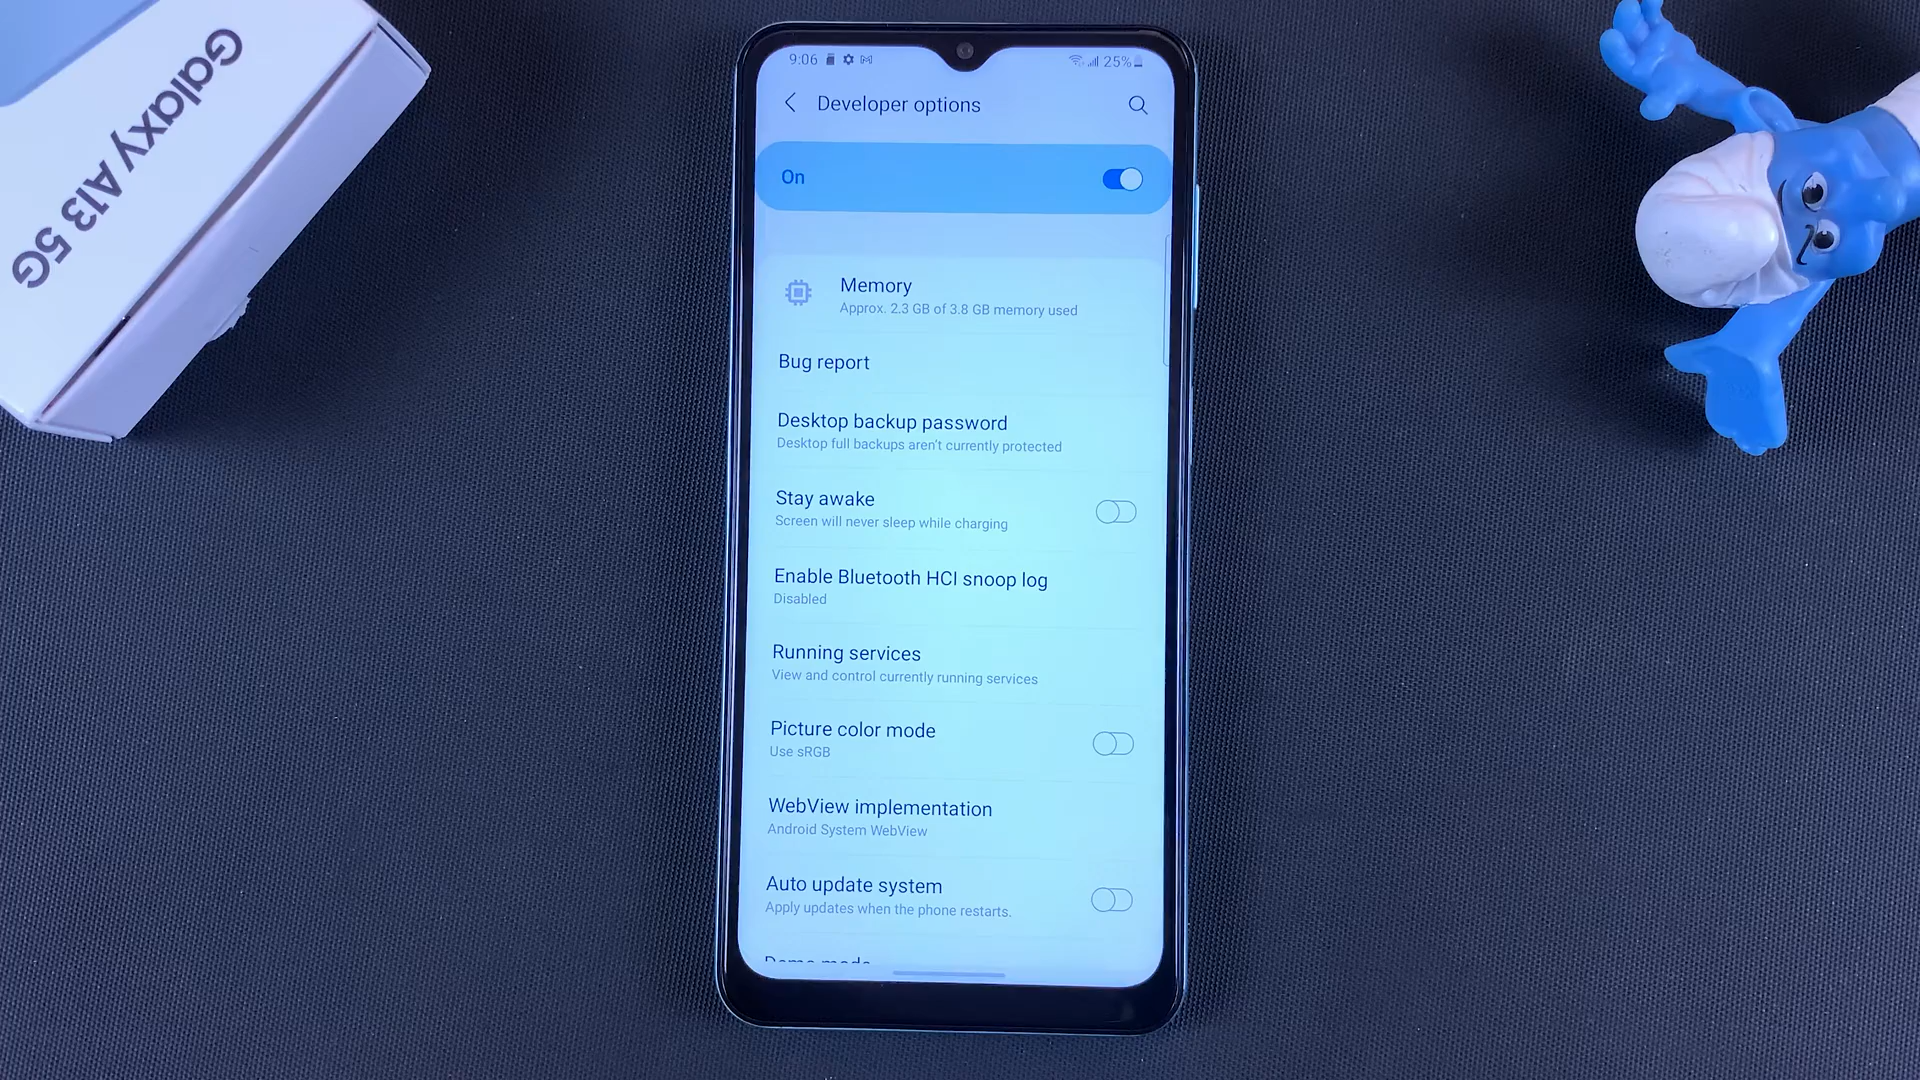 Galaxy A13 5G
9:06
25%
Developer options
On
Memory
Approx. 2.3 GB of 3.8 GB memory used
Bug report
Desktop backup password
Desktop full backups aren't currently protected
Stay awake
Screen will never sleep while charging
Enable Bluetooth HCI snoop log
Disabled
Running services
View and control currently running services
Picture color mode
Use sRGB
WebView implementation
Android System WebView
Auto update system
Apply updates when the phone restarts.
Demo mode